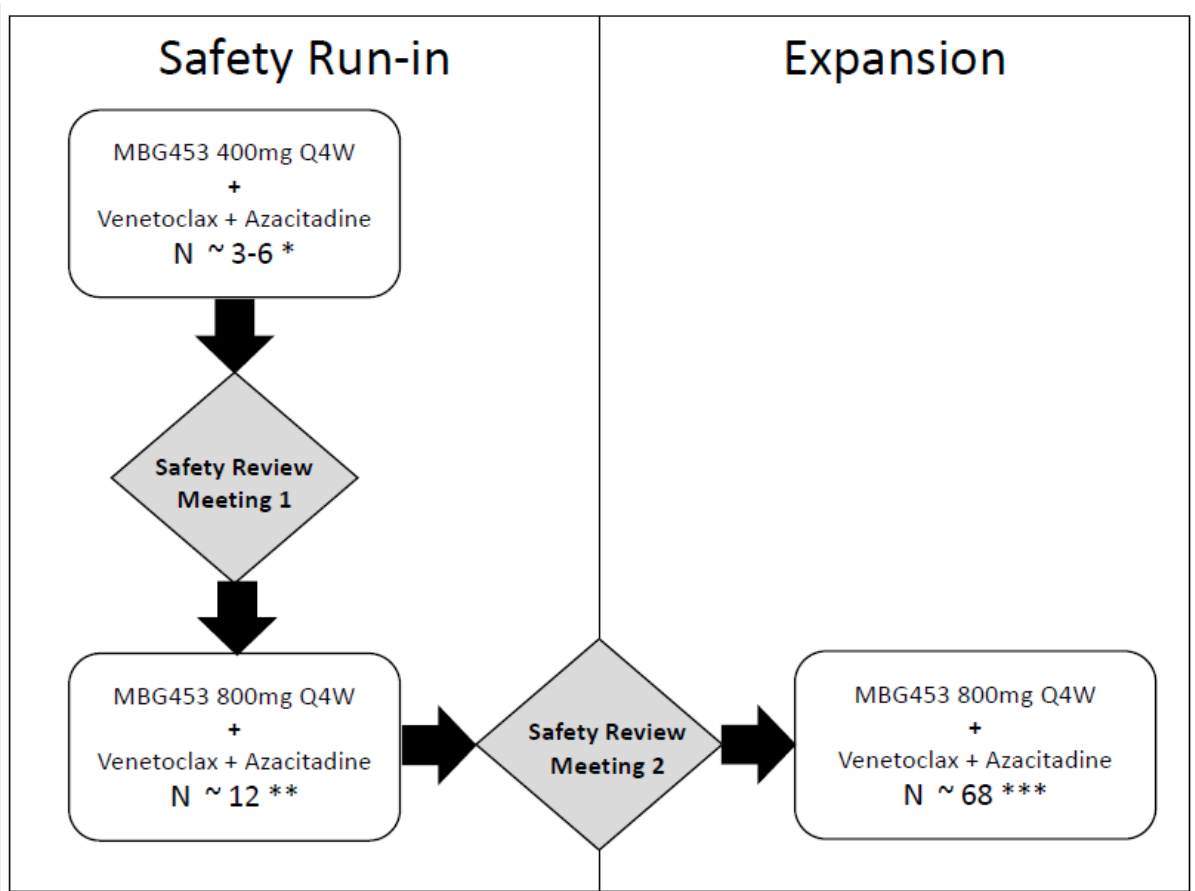 Safety Run-in
Expansion
MBG453 400mg Q4W
+
Venetoclax + Azacitadine
N ~ 3-6 *
Safety Review
Meeting 1
MBG453 800mg Q4W
+
Venetoclax + Azacitadine
N ~ 12 **
Safety Review
Meeting 2
MBG453 800mg Q4W
+
Venetoclax + Azacitadine
N ~ 68 ***